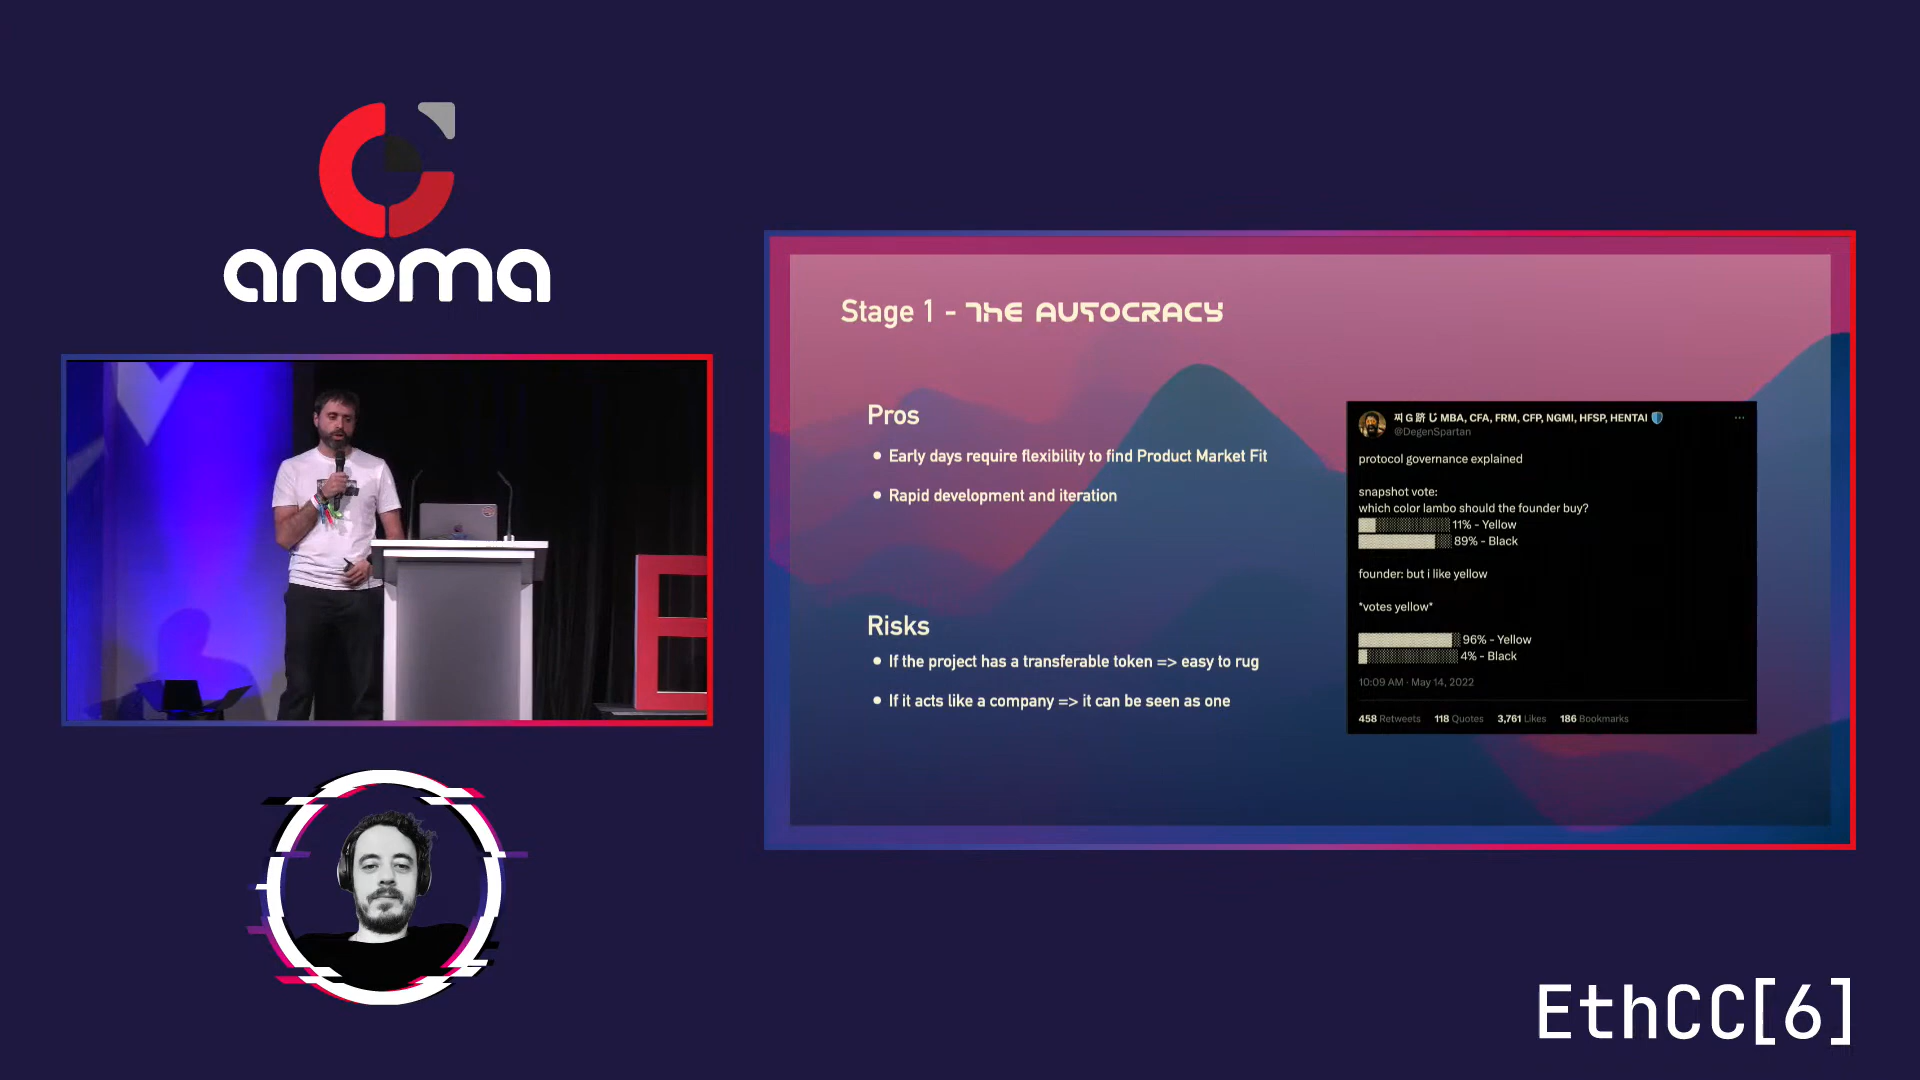 anoma
Stage 1 - THE AUTOCRACY
Pros
• Early days require flexibility to find Product Market Fit
• Rapid development and iteration
Risks
• If the project has a transferable token => easy to rug
• If it acts like a company => it can be seen as one
찌 G 跻 じ MBA, CFA, FRM, CFP, NGMI, HFSP, HENTAI
@DegenSpartan
protocol governance explained
snapshot vote:
which color lambo should the founder buy?
11% - Yellow
89% - Black
founder: but i like yellow
*votes yellow*
96% - Yellow
4% - Black
10:09 AM · May 14, 2022
458 Retweets 118 Quotes 3,761 Likes 186 Bookmarks
E
EthCC[6]